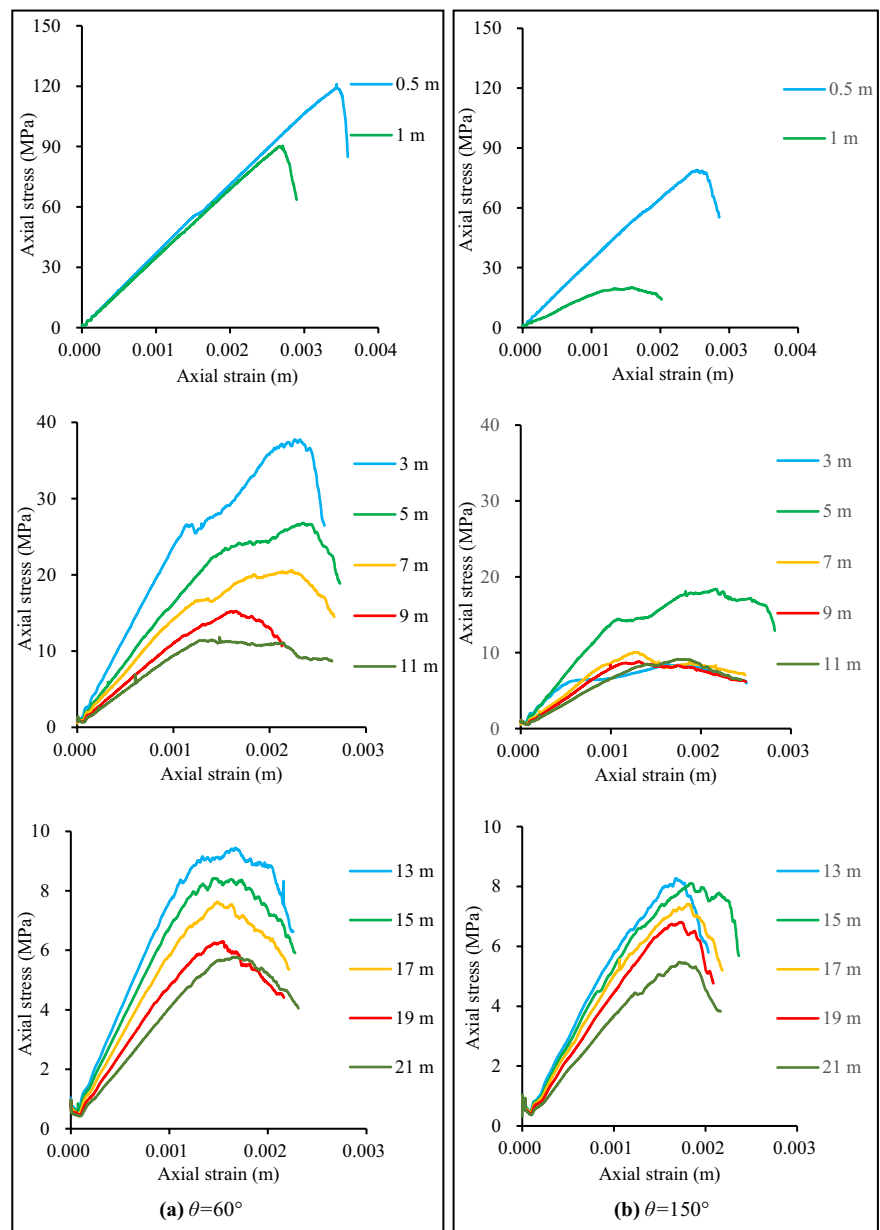 150
120
90
60
30
0
Axial stress (MPa)
0.5 m
1 m
0.000 0.001 0.002 0.003 0.004
Axial strain (m)
40
30
20
10
0
Axial stress (MPa)
3 m
5 m
7 m
9 m
11 m
0.000 0.001 0.002 0.003
Axial strain (m)
10
8
6
4
2
0
Axial stress (MPa)
13 m
15 m
17 m
19 m
21 m
0.000 0.001 0.002 0.003
Axial strain (m)
(a) θ=60°
150
120
90
60
30
0
Axial stress (MPa)
0.5 m
1 m
0.000 0.001 0.002 0.003 0.004
Axial strain (m)
40
30
20
10
0
Axial stress (MPa)
3 m
5 m
7 m
9 m
11 m
0.000 0.001 0.002 0.003
Axial strain (m)
10
8
6
4
2
0
Axial stress (MPa)
13 m
15 m
17 m
19 m
21 m
0.000 0.001 0.002 0.003
Axial strain (m)
(b) θ=150°